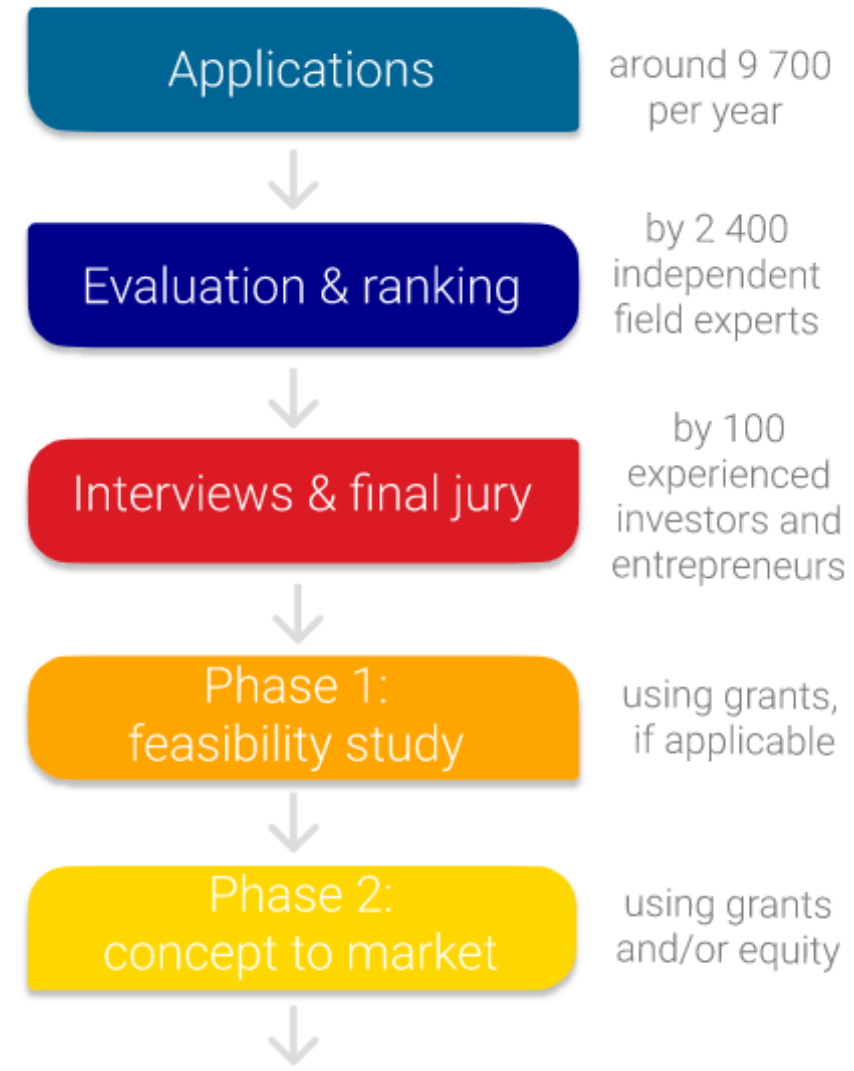 Applications
around 9 700
per year
Evaluation & ranking
by 2 400
independent
field experts
Interviews & final jury
by 100
experienced
investors and
entrepreneurs
Phase 1:
feasibility study
using grants,
if applicable
Phase 2:
concept to market
using grants
and/or equity